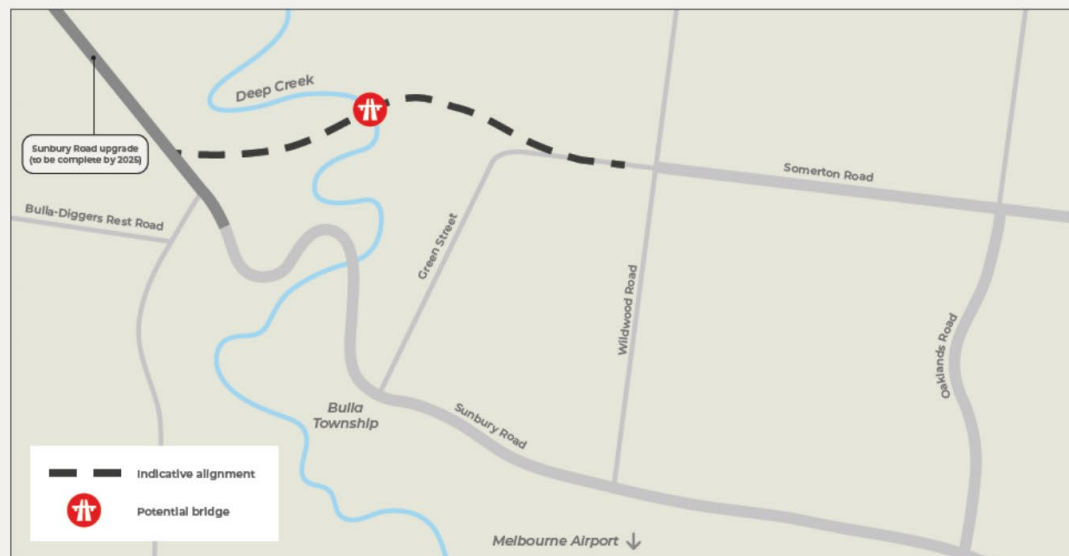 Deep Creek
Sunbury Road upgrade
(to be complete by 2025)
Somerton Road
Bulla-Diggers Rest Road
Green Street
Wildwood Road
Oaklands Road
Bulla
Township
Sunbury Road
Indicative alignment
Potential bridge
Melbourne Airport